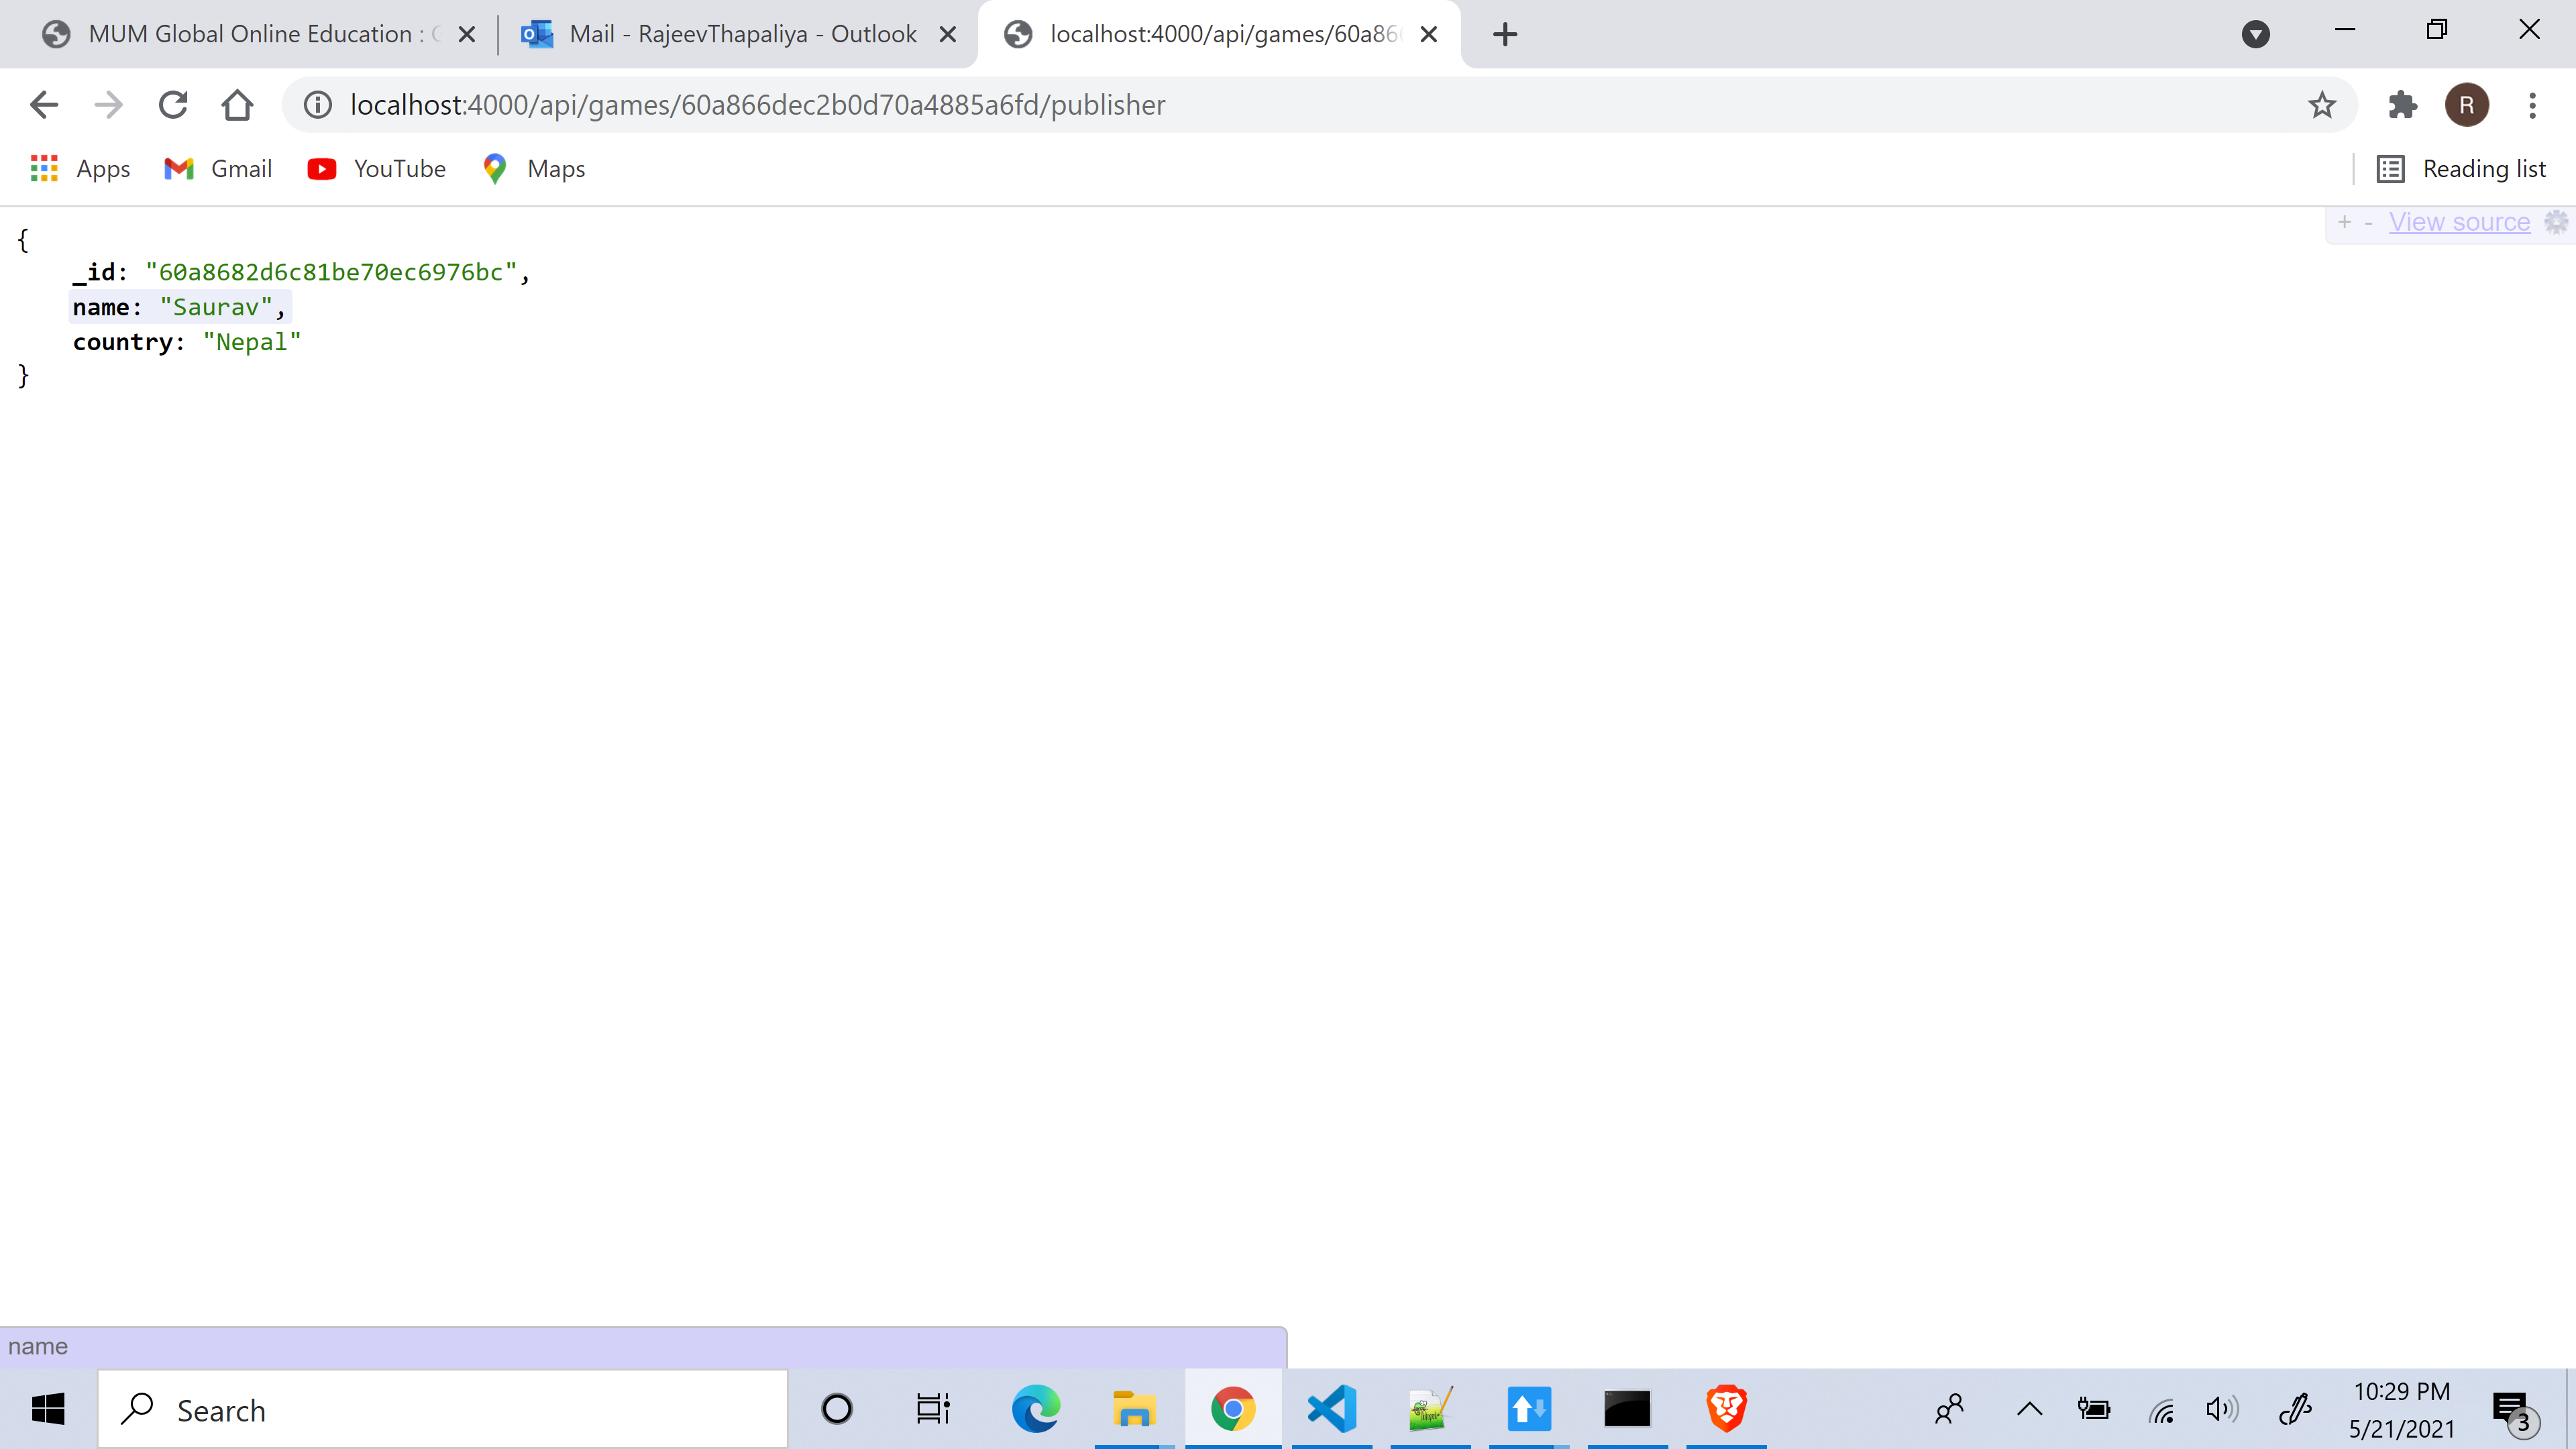 MUM Global Online Education :
Mail - RajeevThapaliya - Outlook
localhost:4000/api/games/60a86
localhost:4000/api/games/60a866dec2b0d70a4885a6fd/publisher
R
Apps
Gmail
YouTube
Maps
Reading list
+ - View source
{
_id: "60a8682d6c81be70ec6976bc",
name: "Saurav",
country: "Nepal"
}
name
Search
10:29 PM
5/21/2021
3